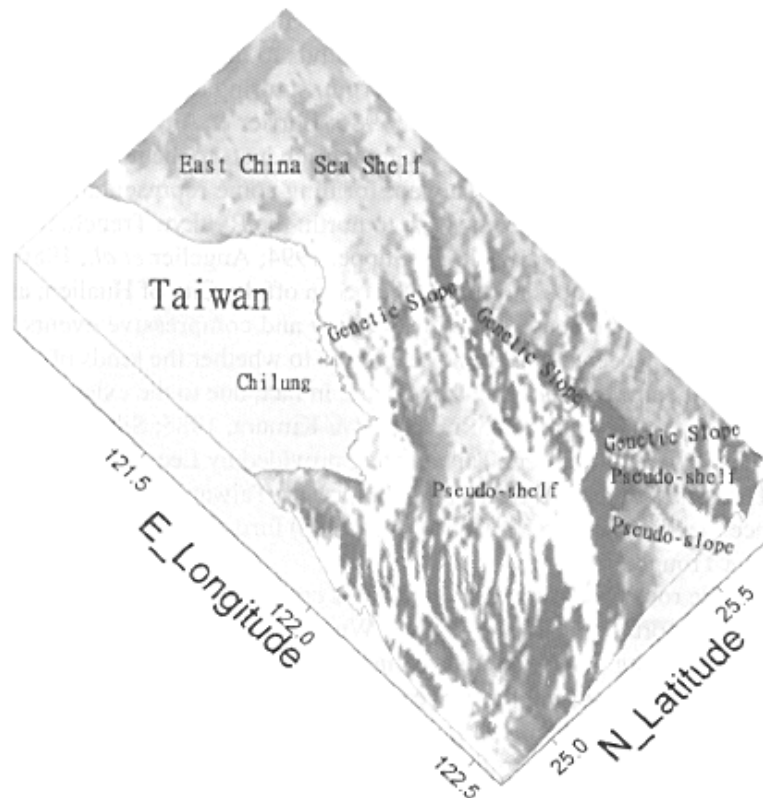 East China Sea Shelf
Taiwan
Genetic Slope
Genetic Slope
Chilung
Genetic Slope
Pseudo-shelf
Pseudo-shelf
Pseudo-slope
121.5
E_Longitude
122.0
122.5
25.5
N_Latitude
25.0